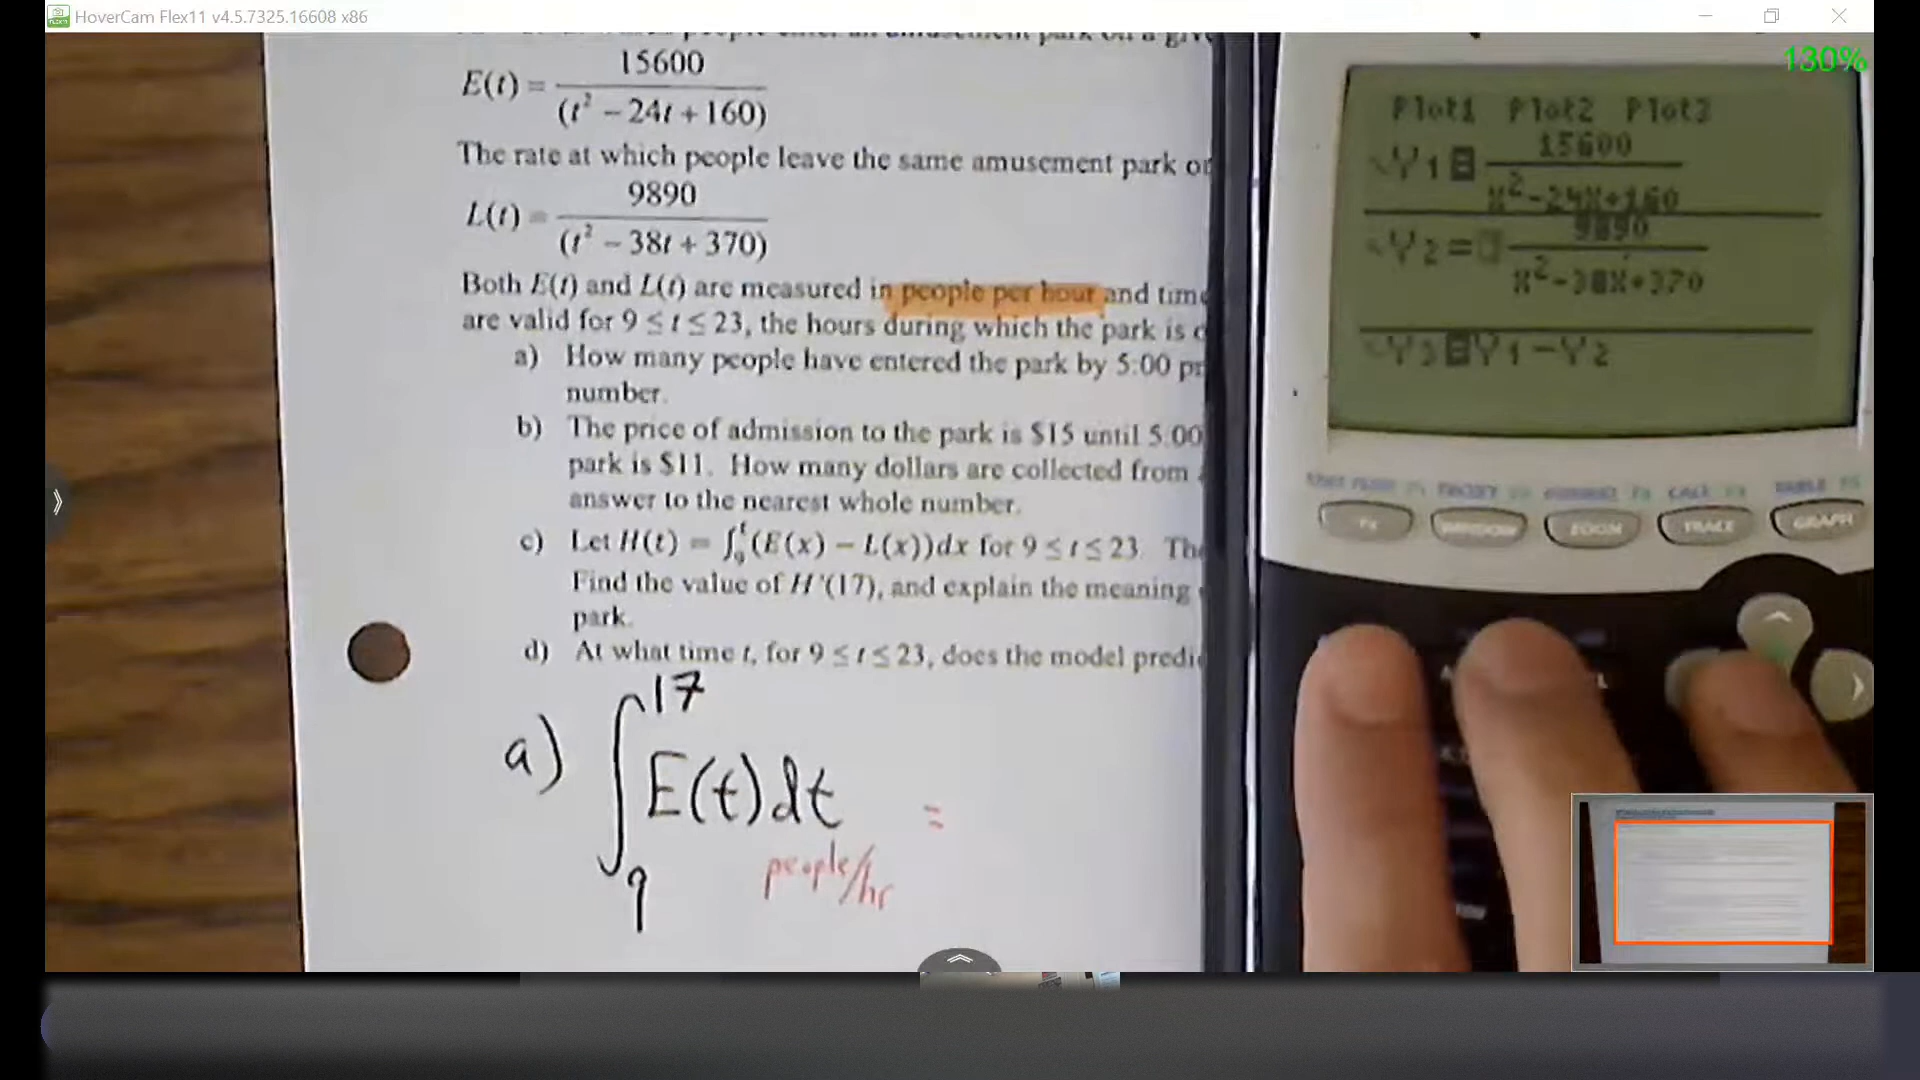 HoverCam Flex11 v4.5.7325.16608 x86
130%
E(t) = 15600
(t² – 24t + 160)
The rate at which people leave the same amusement park
L(t) = 9890
(t² – 38t + 370)
Both E(t) and L(t) are measured in people per hour and
are valid for 9 ≤ t ≤ 23, the hours during which the park is
a) How many people have entered the park by 5:00
number.
b) The price of admission to the park is $15 until 5:00
park is $11. How many dollars are collected from
answer to the nearest whole number.
c) Let H(t) = ∫₉ᵗ (E(x) – L(x))dx for 9 ≤ t ≤ 23.
Find the value of H'(17), and explain the meaning
park.
d) At what time t, for 9 ≤ t ≤ 23, does the model
a) ∫₉¹⁷ E(t)dt =
people/hr
Plot1 Plot2 Plot3
\Y1= 15600
X²-24X+160
\Y2= 9890
X²-38X+370
\Y3=Y1-Y2
WINDOW
ZOOM
TRACE
GRAPH